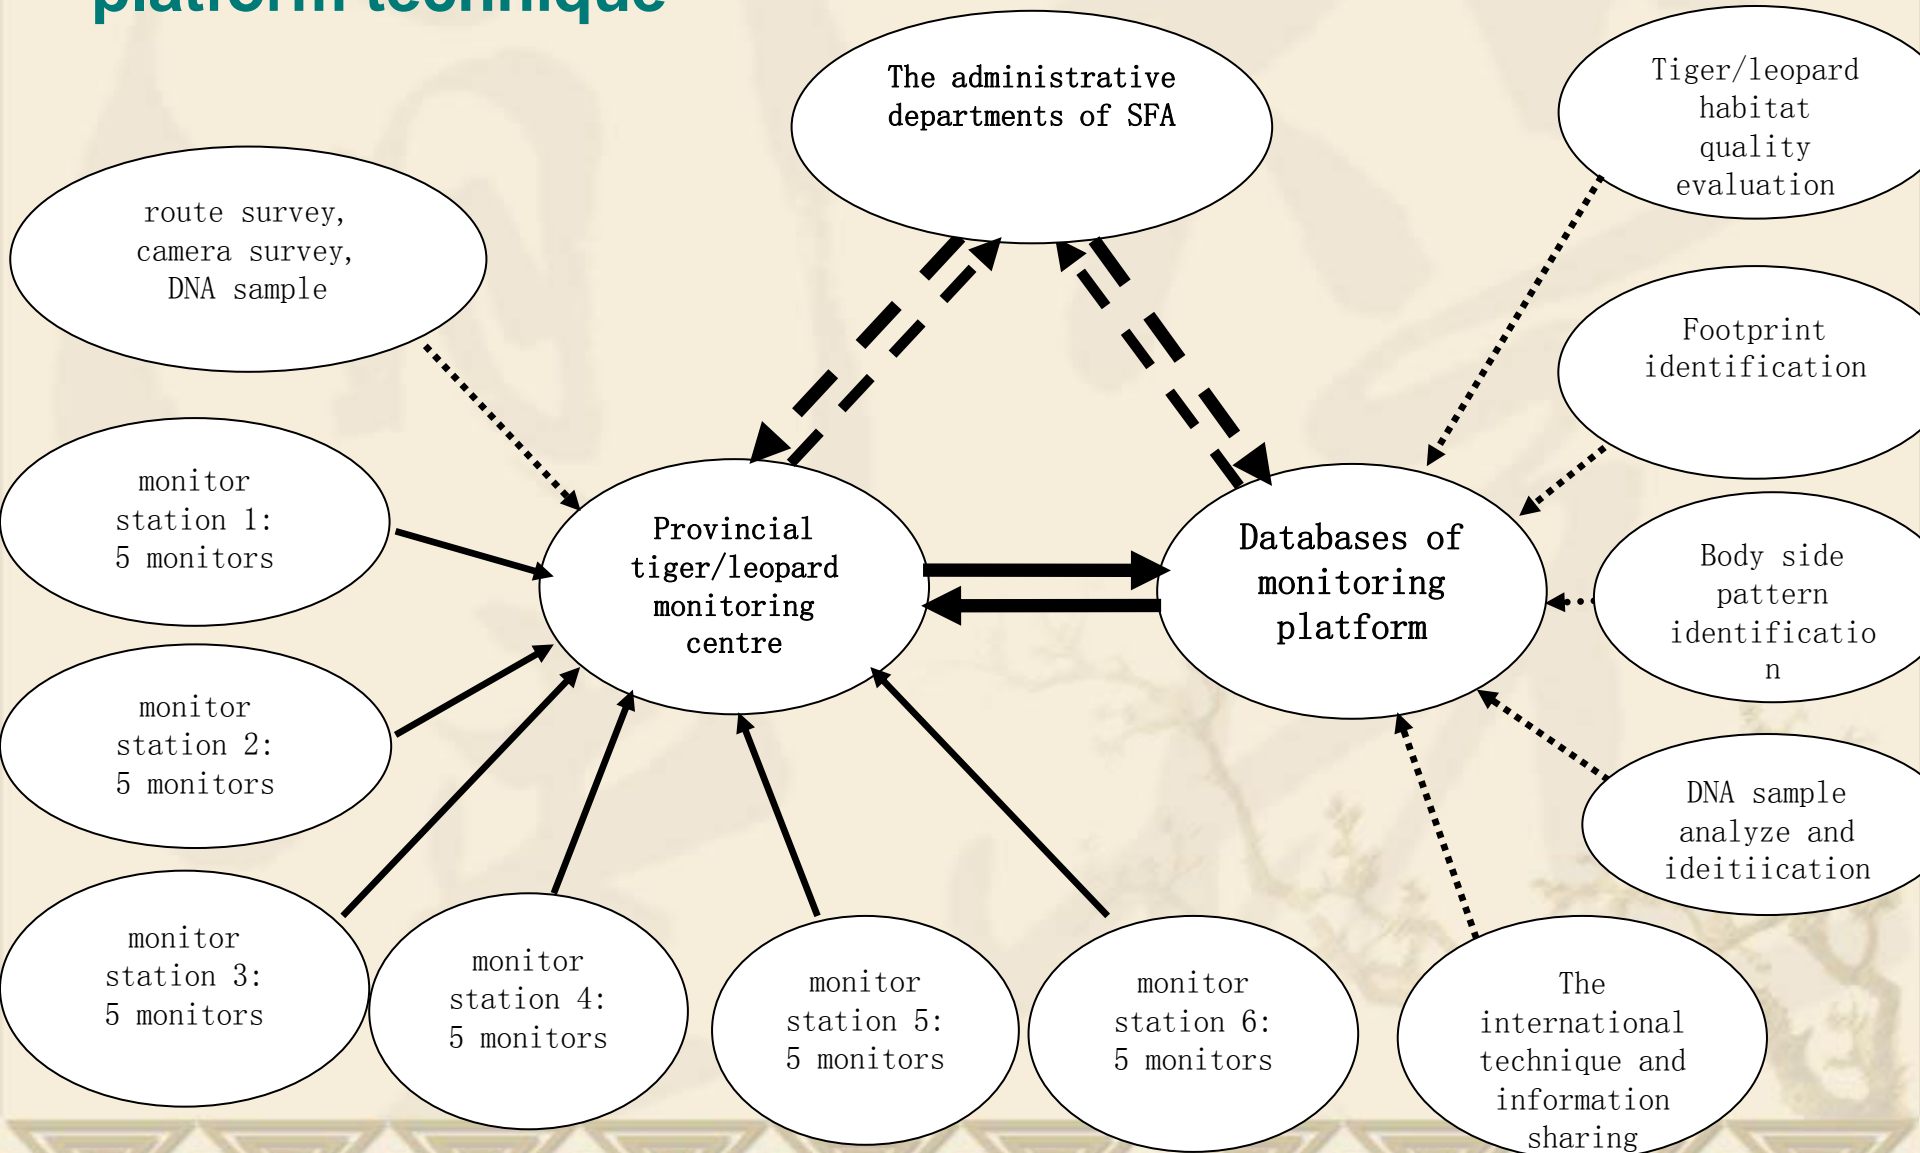 platform technique
The administrative
departments of SFA
Tiger/leopard
habitat
quality
evaluation
route survey,
camera survey,
DNA sample
Footprint
identification
monitor
station 1:
5 monitors
Provincial
tiger/leopard
monitoring
centre
Databases of
monitoring
platform
Body side
pattern
identificatio
n
monitor
station 2:
5 monitors
DNA sample
analyze and
ideitiication
monitor
station 3:
5 monitors
monitor
station 4:
5 monitors
monitor
station 5:
5 monitors
monitor
station 6:
5 monitors
The
international
technique and
information
sharing